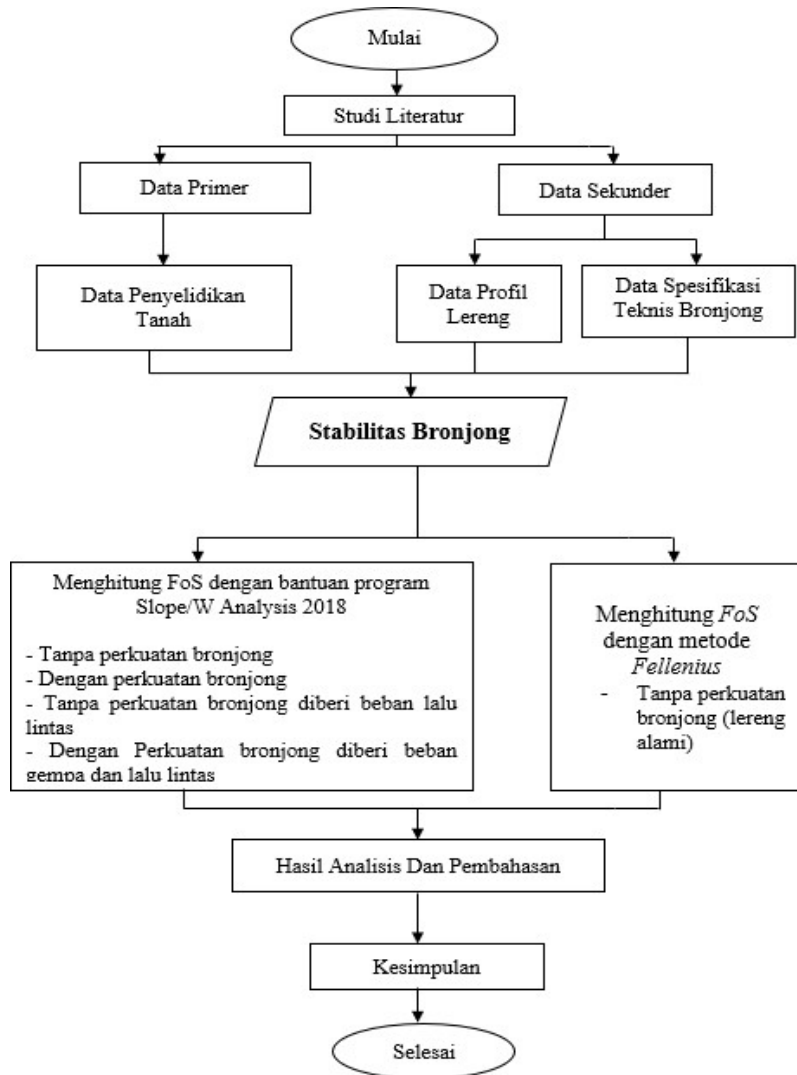 Mulai
Studi Literatur
Data Primer
Data Sekunder
Data Penyelidikan
Tanah
Data Profil
Lereng
Data Spesifikasi
Teknis Bronjong
Stabilitas Bronjong
Menghitung FoS dengan bantuan program
Slope/W Analysis 2018
- Tanpa perkuatan bronjong
- Dengan perkuatan bronjong
- Tanpa perkuatan bronjong diberi beban lalu
lintas
- Dengan Perkuatan bronjong diberi beban
gempa dan lalu lintas
Menghitung FoS
dengan metode
Fellenius
- Tanpa perkuatan
bronjong (lereng
alami)
Hasil Analisis Dan Pembahasan
Kesimpulan
Selesai